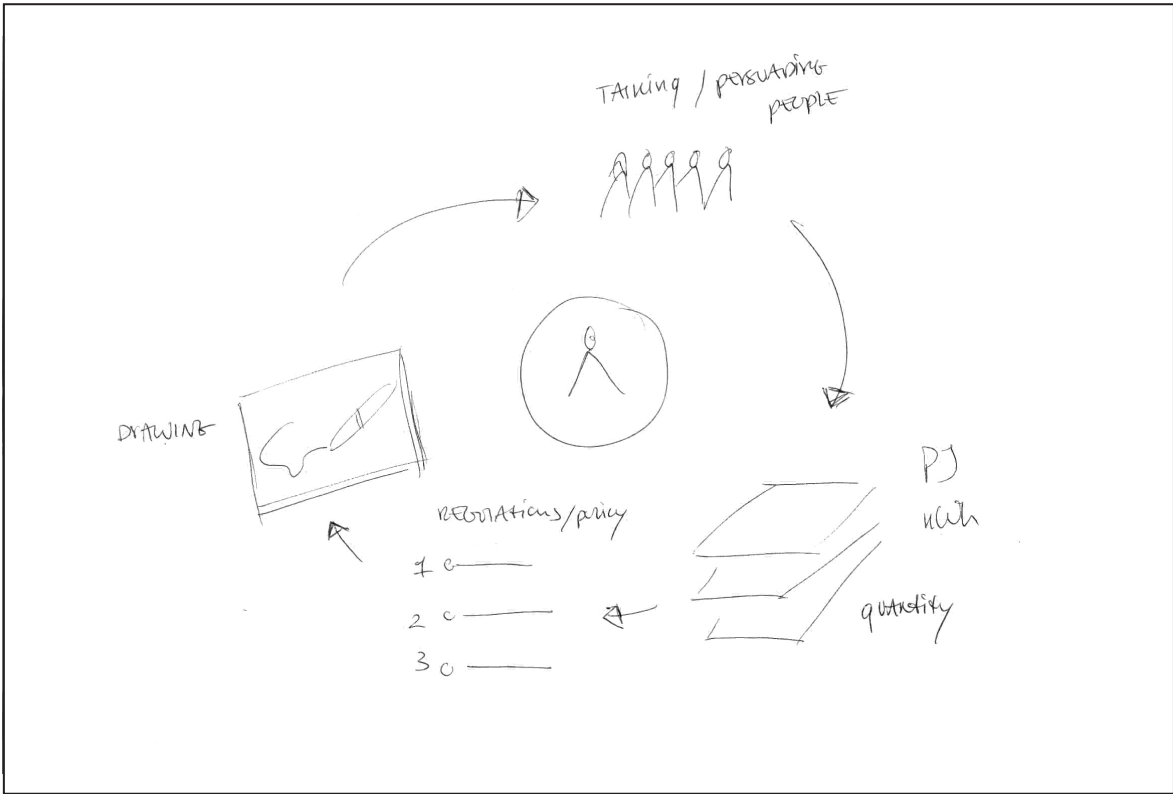 TAlking / PERSUADING
PEOPLE
DRAWING
PJ
kWh
REGUlATions/policy
1
2
quantity
3